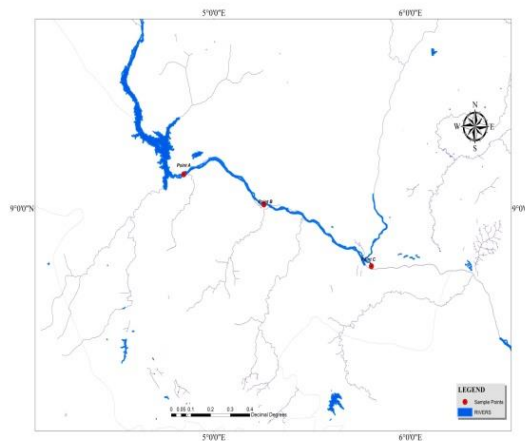 5°0'0"E 6°0'0"E
N
W E
S
Point A
9°0'0"N 9°0
LEGEND
Sample Points
RIVERS
0 0.05 0.1 0.2 0.3 0.4
Decimal Degrees
5°0'0"E 6°0'0"E